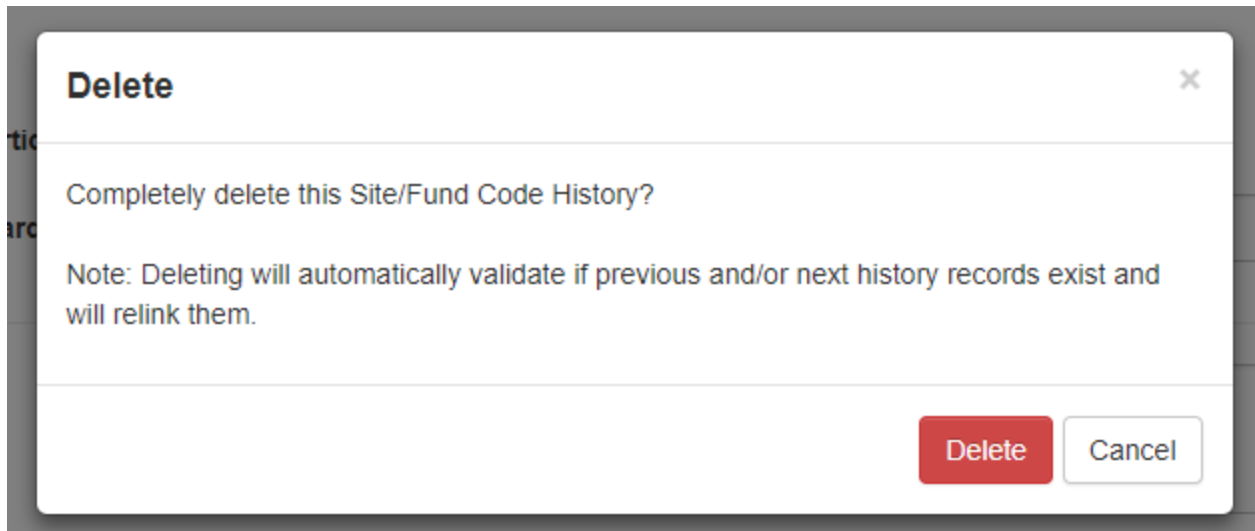 Delete
×
Completely delete this Site/Fund Code History?
Note: Deleting will automatically validate if previous and/or next history records exist and
will relink them.
Delete Cancel